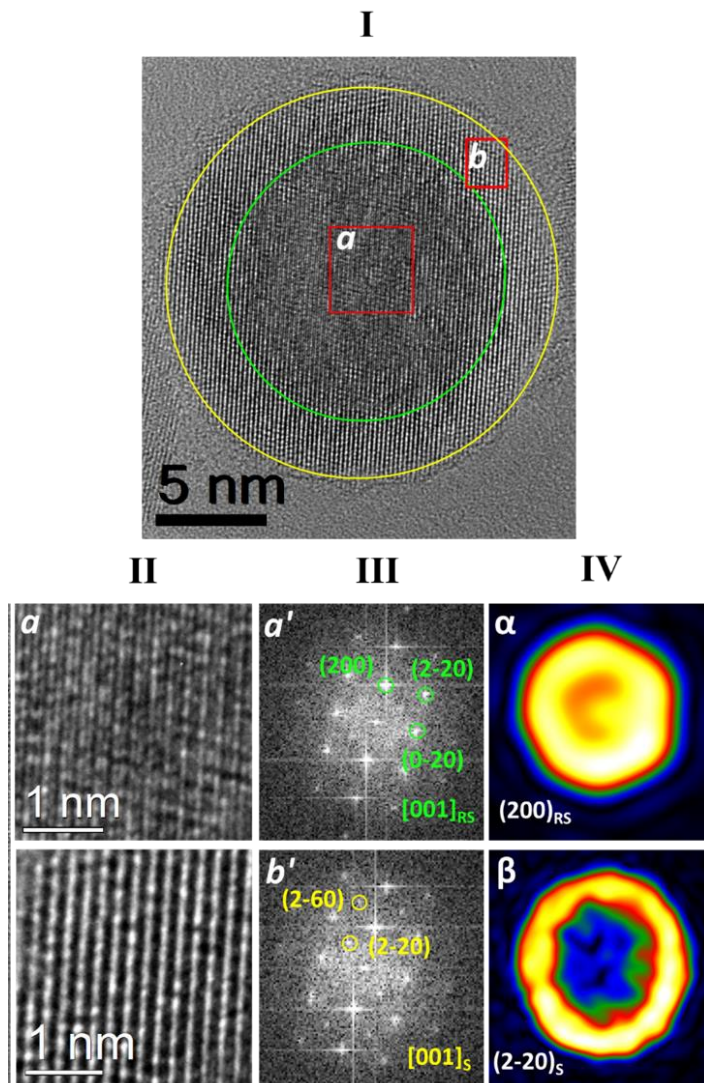 I
b
a
5 nm
II III IV
a a' α
(200) (2-20)
(0-20)
1 nm [001]RS (200)RS
b' β
(2-60)
(2-20)
1 nm [001]S (2-20)S